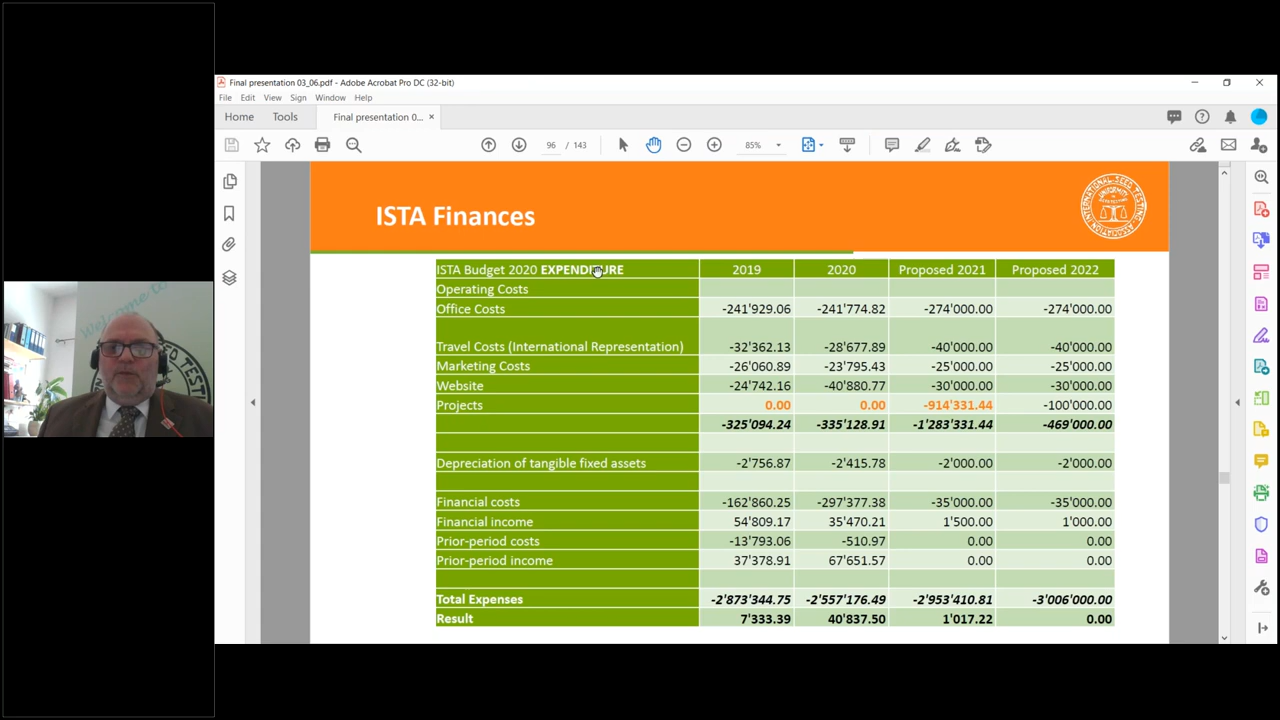 Final presentation 03_06.pdf - Adobe Acrobat Pro DC (32-bit)
File Edit View Sign Window Help
Home Tools Final presentation 0... ×
96 / 143 85%
ISTA Finances
INTERNATIONAL SEED TESTING ASSOCIATION
UNIFORMITY IN SEED TESTING
ISTA Budget 2020 EXPENDITURE 2019 2020 Proposed 2021 Proposed 2022
Operating Costs
Office Costs -241'929.06 -241'774.82 -274'000.00 -274'000.00
Travel Costs (International Representation) -32'362.13 -28'677.89 -40'000.00 -40'000.00
Marketing Costs -26'060.89 -23'795.43 -25'000.00 -25'000.00
Website -24'742.16 -40'880.77 -30'000.00 -30'000.00
Projects 0.00 0.00 -914'331.44 -100'000.00
-325'094.24 -335'128.91 -1'283'331.44 -469'000.00
Depreciation of tangible fixed assets -2'756.87 -2'415.78 -2'000.00 -2'000.00
Financial costs -162'860.25 -297'377.38 -35'000.00 -35'000.00
Financial income 54'809.17 35'470.21 1'500.00 1'000.00
Prior-period costs -13'793.06 -510.97 0.00 0.00
Prior-period income 37'378.91 67'651.57 0.00 0.00
Total Expenses -2'873'344.75 -2'557'176.49 -2'953'410.81 -3'006'000.00
Result 7'333.39 40'837.50 1'017.22 0.00
Welcome to